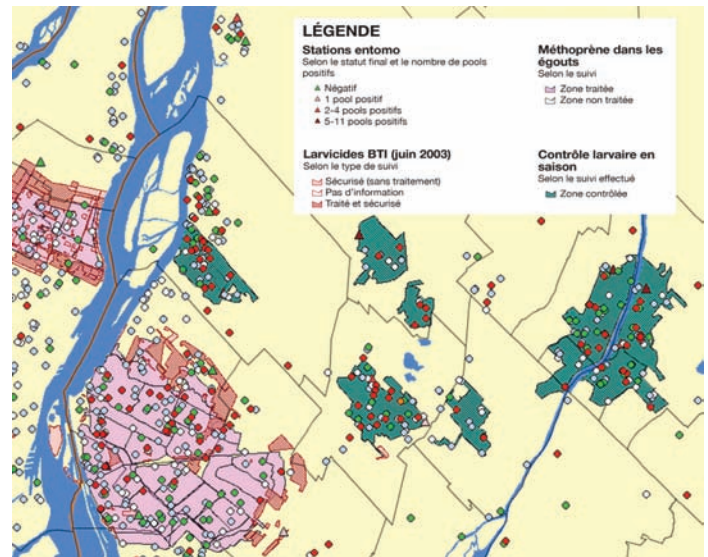 LÉGENDE
Stations entomo
Selon le statut final et le nombre de pools
positifs
Négatif
1 pool positif
2-4 pools positifs
5-11 pools positifs
Larvicides BTI (juin 2003)
Selon le type de suivi
Sécurisé (sans traitement)
Pas d'information
Traité et sécurisé
Méthoprène dans les
égouts
Selon le suivi
Zone traitée
Zone non traitée
Contrôle larvaire en
saison
Selon le suivi effectué
Zone contrôlée